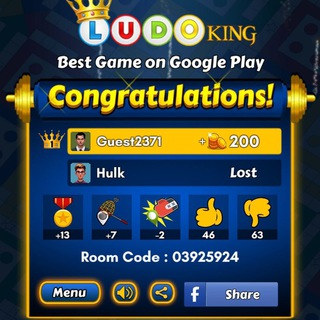 LUDO KING
Best Game on Google Play
Congratulations!
Guest2371 +200
Hulk Lost
+13 +7 -2 46 63
Room Code : 03925924
Menu f Share